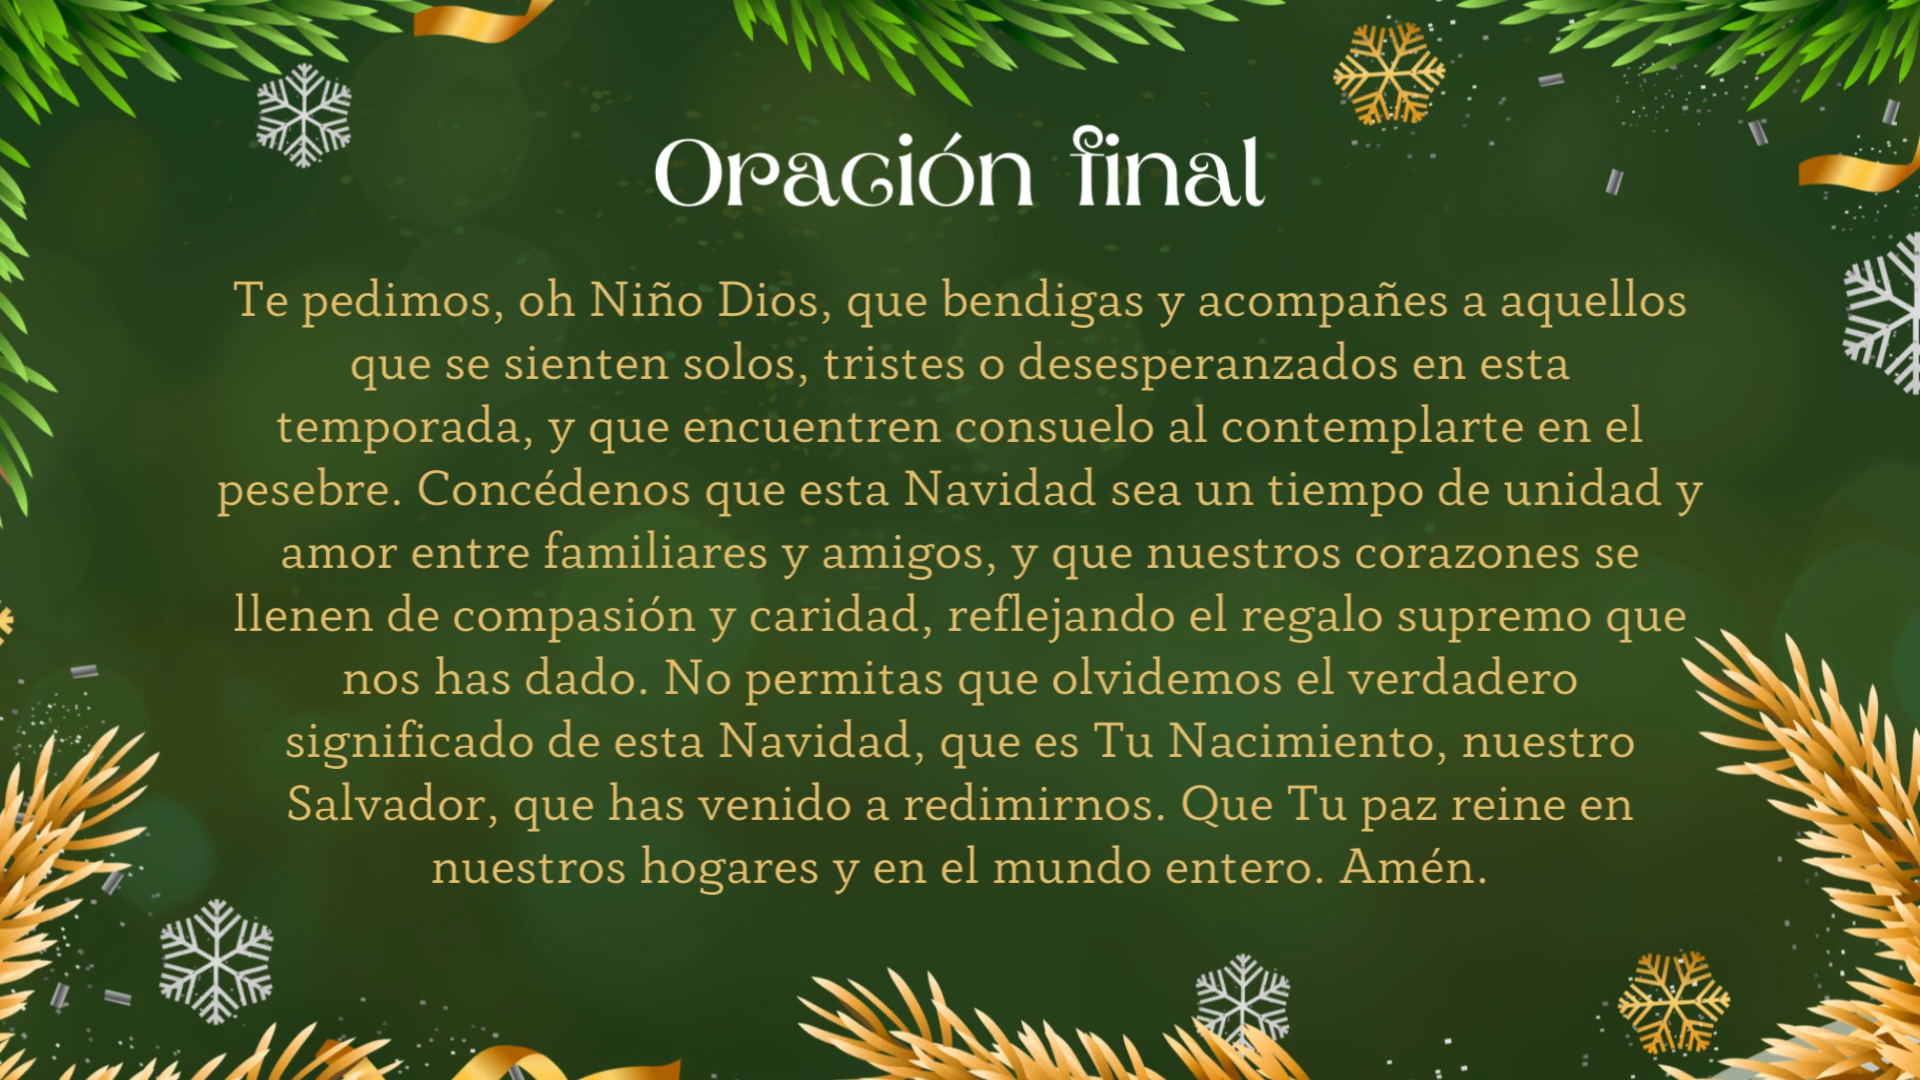 Oración final
Te pedimos, oh Niño Dios, que bendigas y acompañes a aquellos
que se sienten solos, tristes o desesperanzados en esta
temporada, y que encuentren consuelo al contemplarte en el
pesebre. Concédenos que esta Navidad sea un tiempo de unidad y
amor entre familiares y amigos, y que nuestros corazones se
llenen de compasión y caridad, reflejando el regalo supremo que
nos has dado. No permitas que olvidemos el verdadero
significado de esta Navidad, que es Tu Nacimiento, nuestro
Salvador, que has venido a redimirnos. Que Tu paz reine en
nuestros hogares y en el mundo entero. Amén.